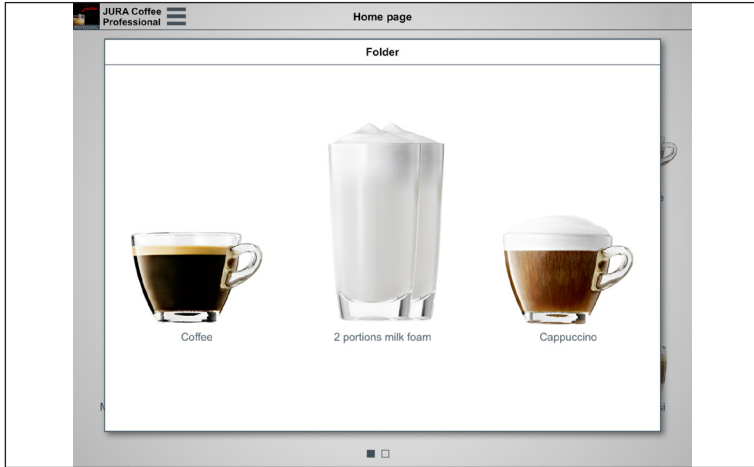 JURA Coffee
Professional
Home page
Folder
Coffee
2 portions milk foam
Cappuccino